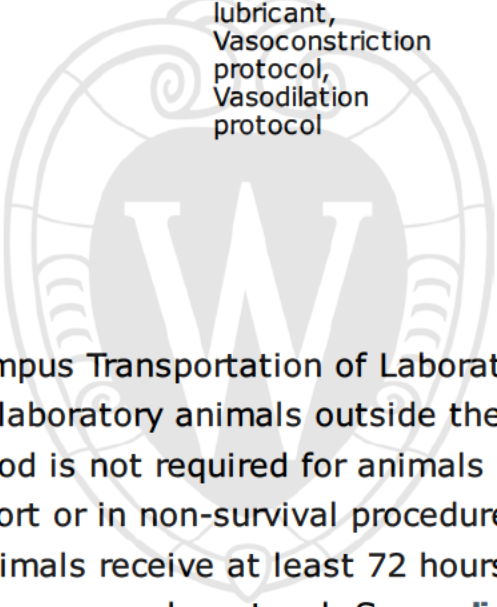 lubricant,
Vasoconstriction
protocol,
Vasodilation
protocol
W
mpus Transportation of Laborat
laboratory animals outside the
od is not required for animals
ort or in non-survival procedure
imals receive at least 72 hours